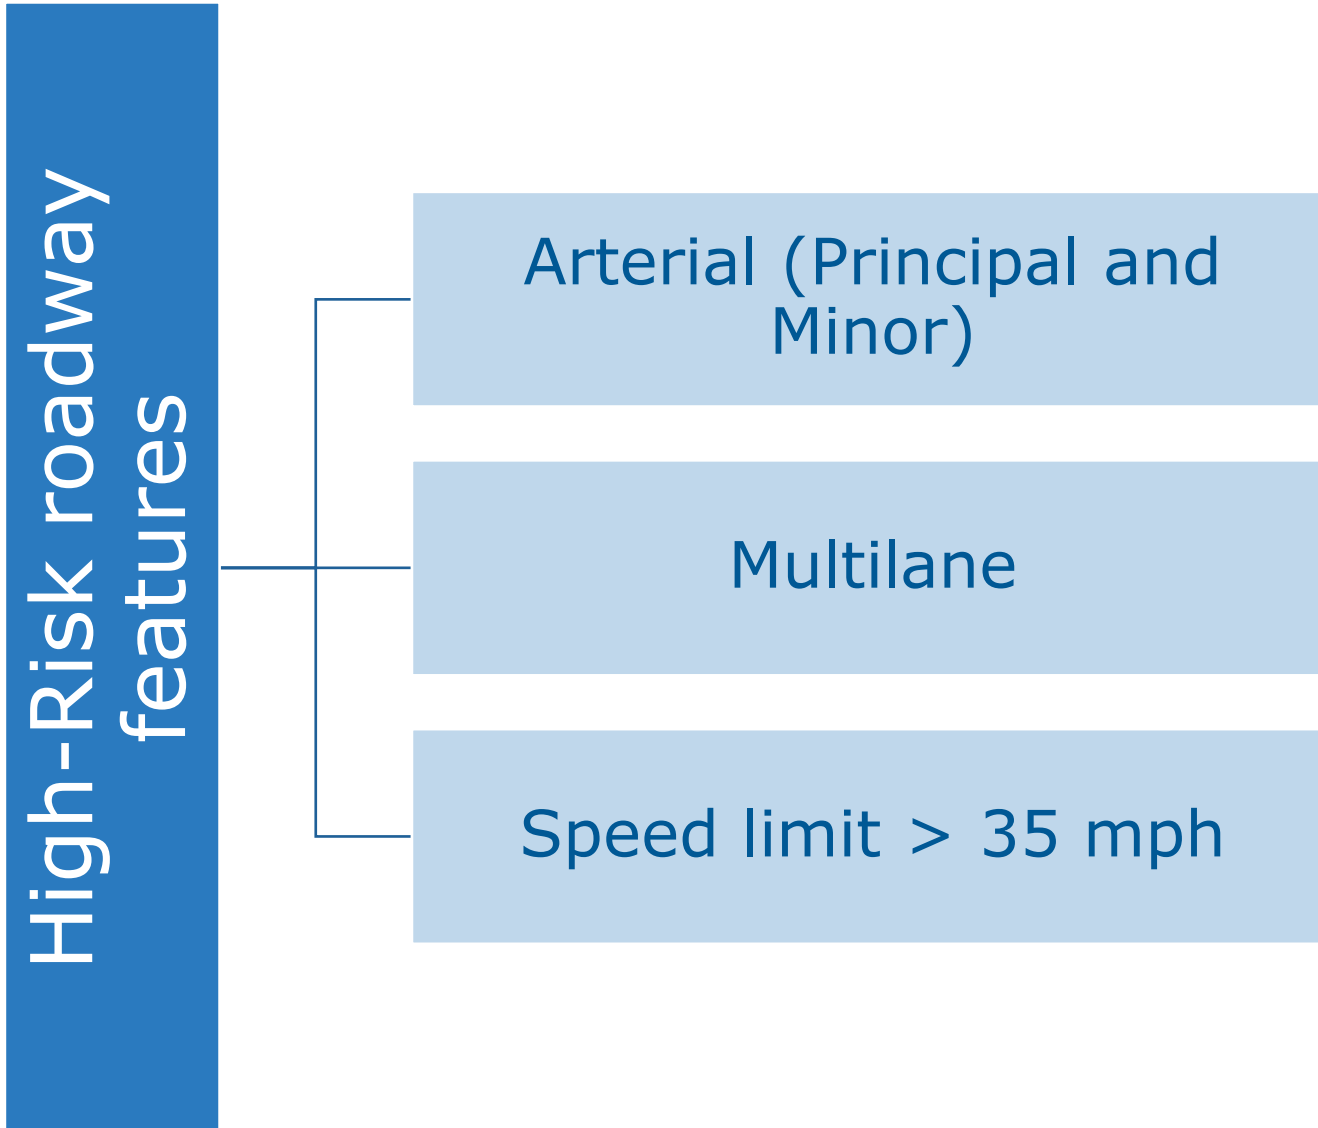 High-Risk roadway
features
Arterial (Principal and
Minor)
Multilane
Speed limit > 35 mph